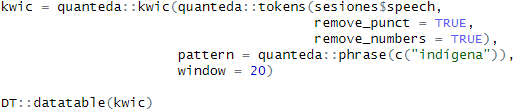 kwic = quanteda::kwic(quanteda::tokens(sesiones$speech,
remove_punct = TRUE,
remove_numbers = TRUE),
pattern = quanteda::phrase(c("indígena")),
window = 20)
DT::datatable(kwic)